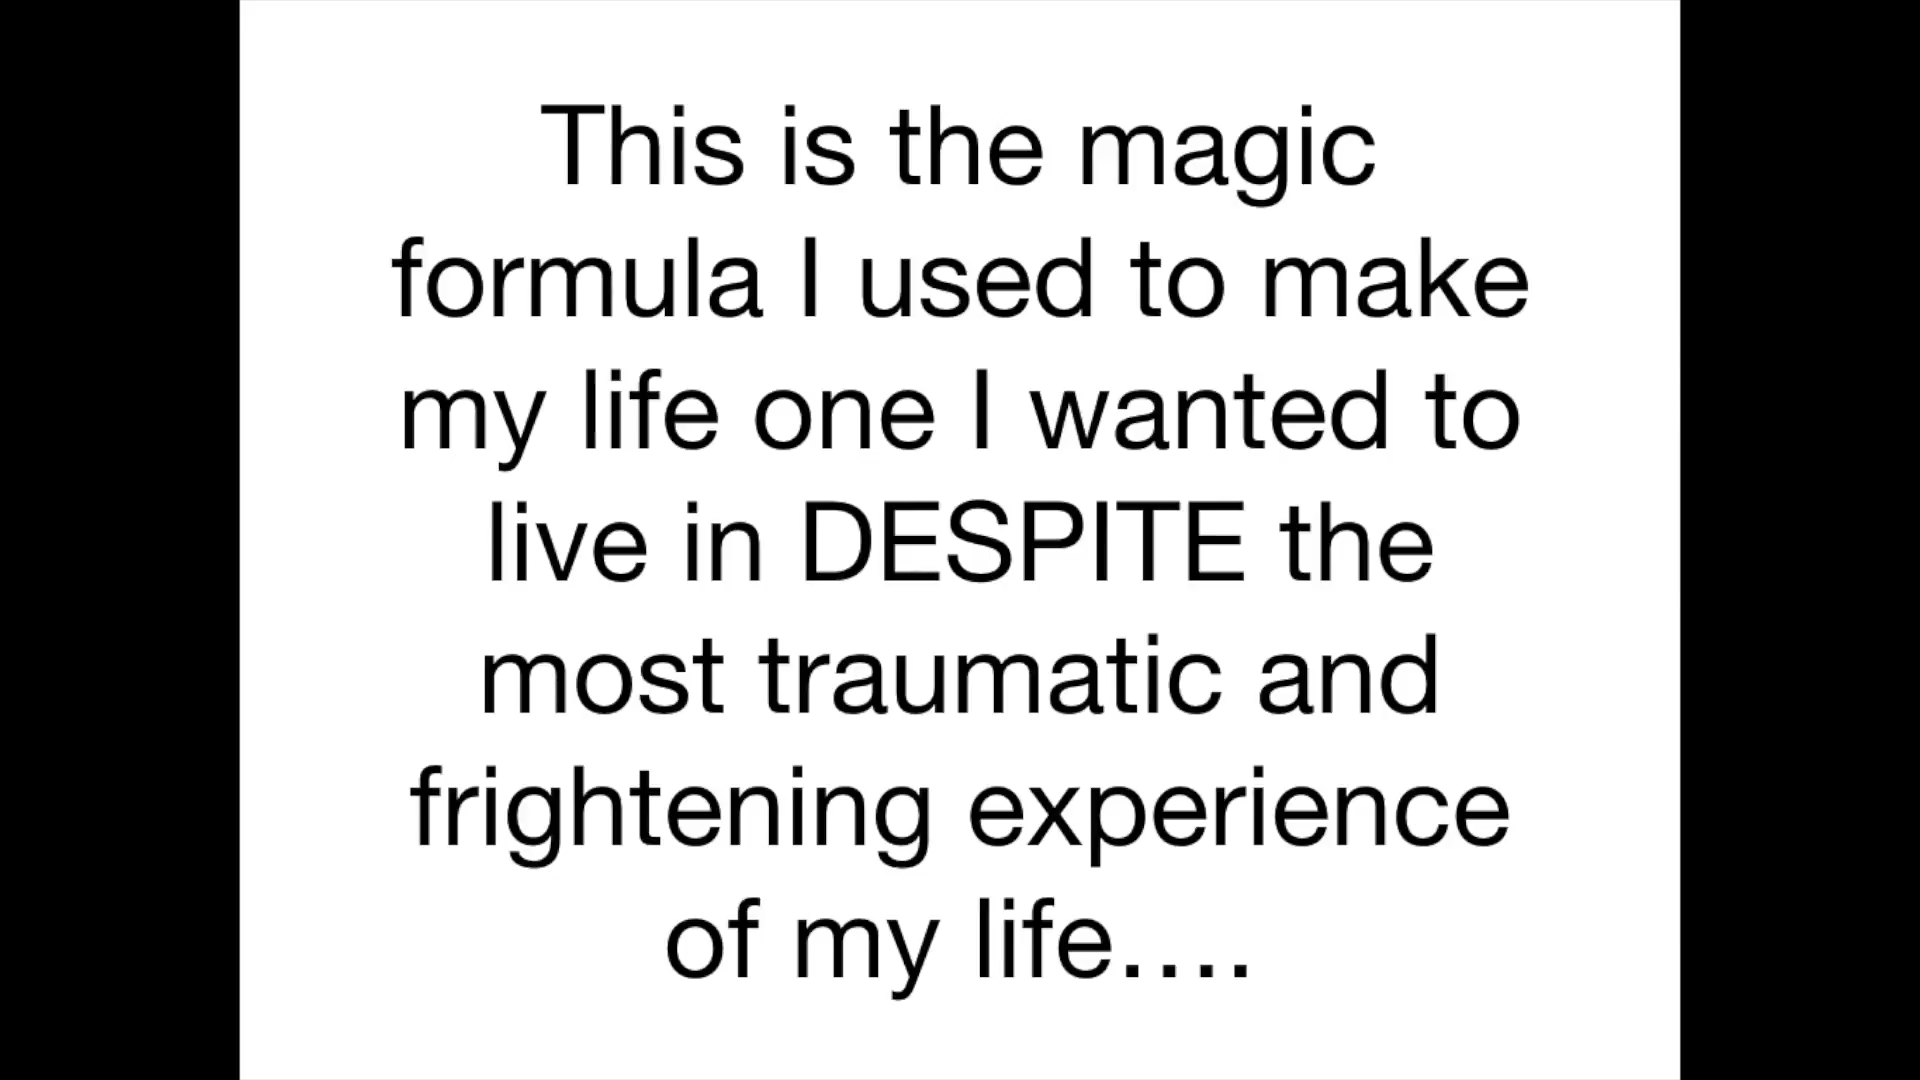 This is the magic
formula I used to make
my life one I wanted to
live in DESPITE the
most traumatic and
frightening experience
of my life....